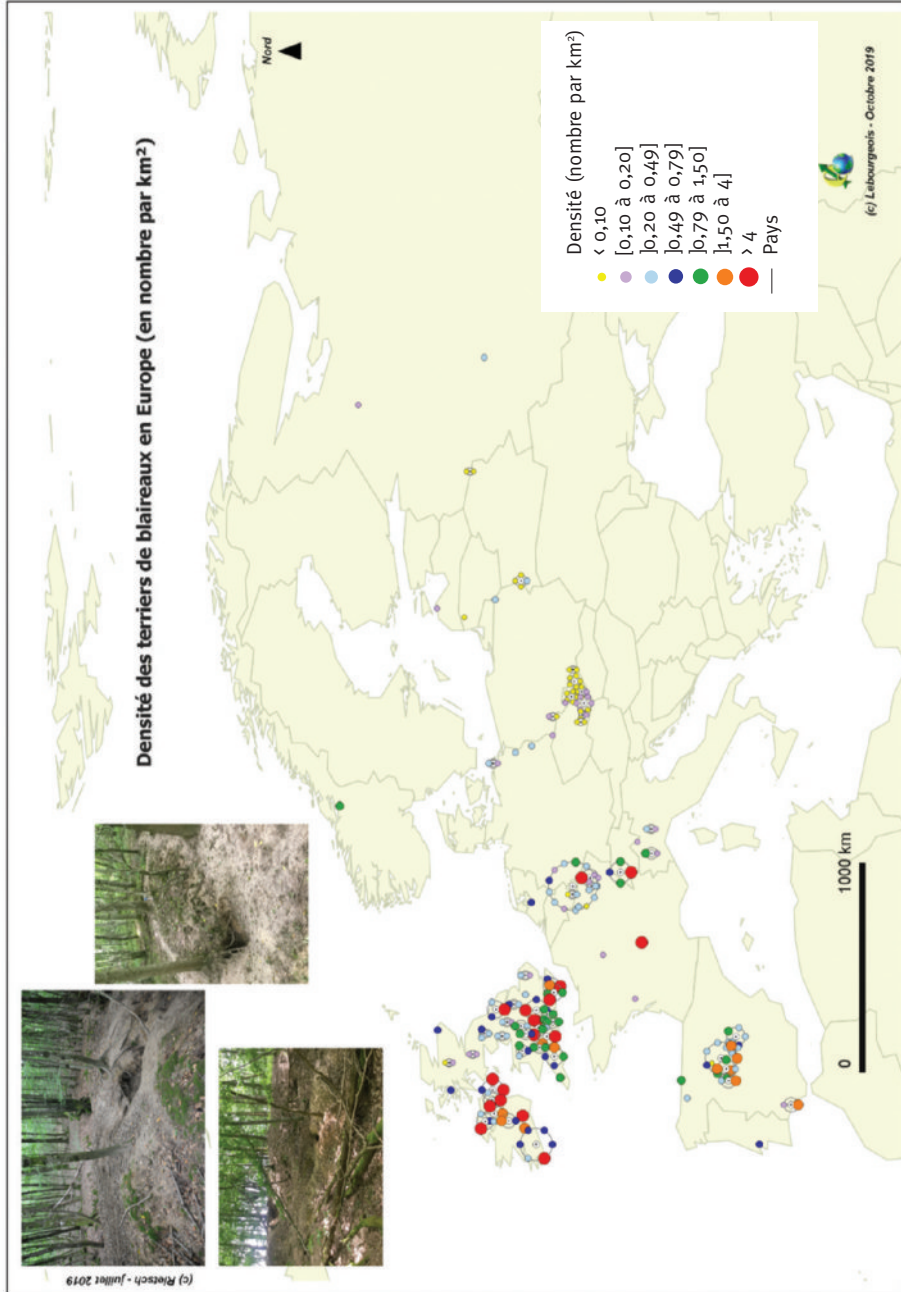 Densité des terriers de blaireaux en Europe (en nombre par km²)
Nord
(c) Rietsch - juillet 2019
Densité (nombre par km²)
< 0,10
[0,10 à 0,20]
]0,20 à 0,49]
]0,49 à 0,79]
]0,79 à 1,50]
]1,50 à 4]
> 4
Pays
0 1000 km
(c) Lebourgeois - Octobre 2019